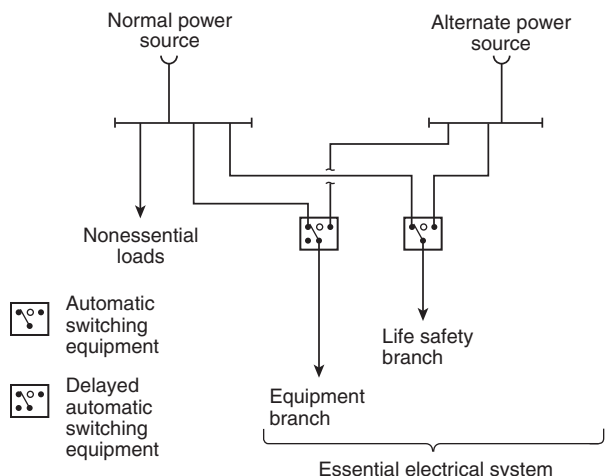 Normal power
source
Alternate power
source
Nonessential
loads
Automatic
switching
equipment
Delayed
automatic
switching
equipment
Life safety
branch
Equipment
branch
Essential electrical system